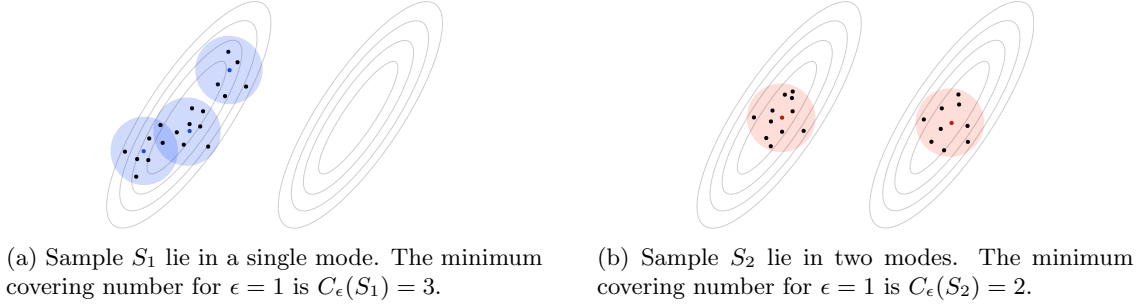 (a) Sample S₁ lie in a single mode. The minimum
covering number for ϵ = 1 is Cϵ(S₁) = 3.
(b) Sample S₂ lie in two modes. The minimum
covering number for ϵ = 1 is Cϵ(S₂) = 2.